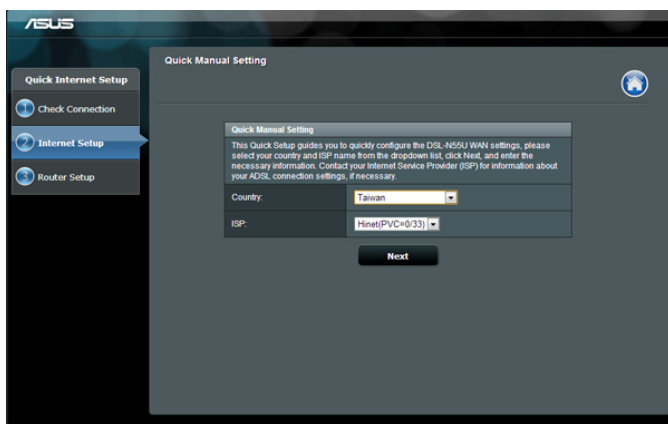 ASUS
Quick Internet Setup
1 Check Connection
2 Internet Setup
3 Router Setup
Quick Manual Setting
Quick Manual Setting
This Quick Setup guides you to quickly configure the DSL-N55U WAN settings, please
select your country and ISP name from the dropdown list, click Next, and enter the
necessary information. Contact your Internet Service Provider (ISP) for information about
your ADSL connection settings, if necessary.
Country: Taiwan
ISP: Hinet(PVC=0/33)
Next